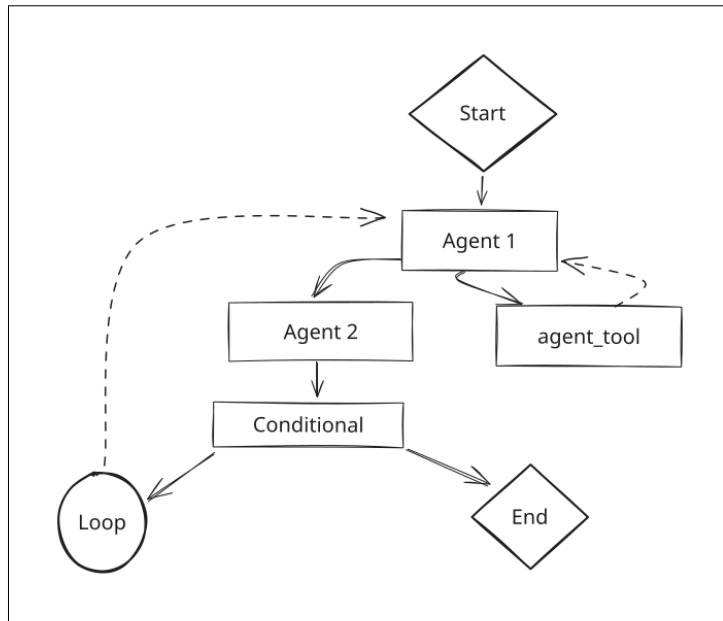 Start
Agent 1
Agent 2
agent_tool
Conditional
Loop
End